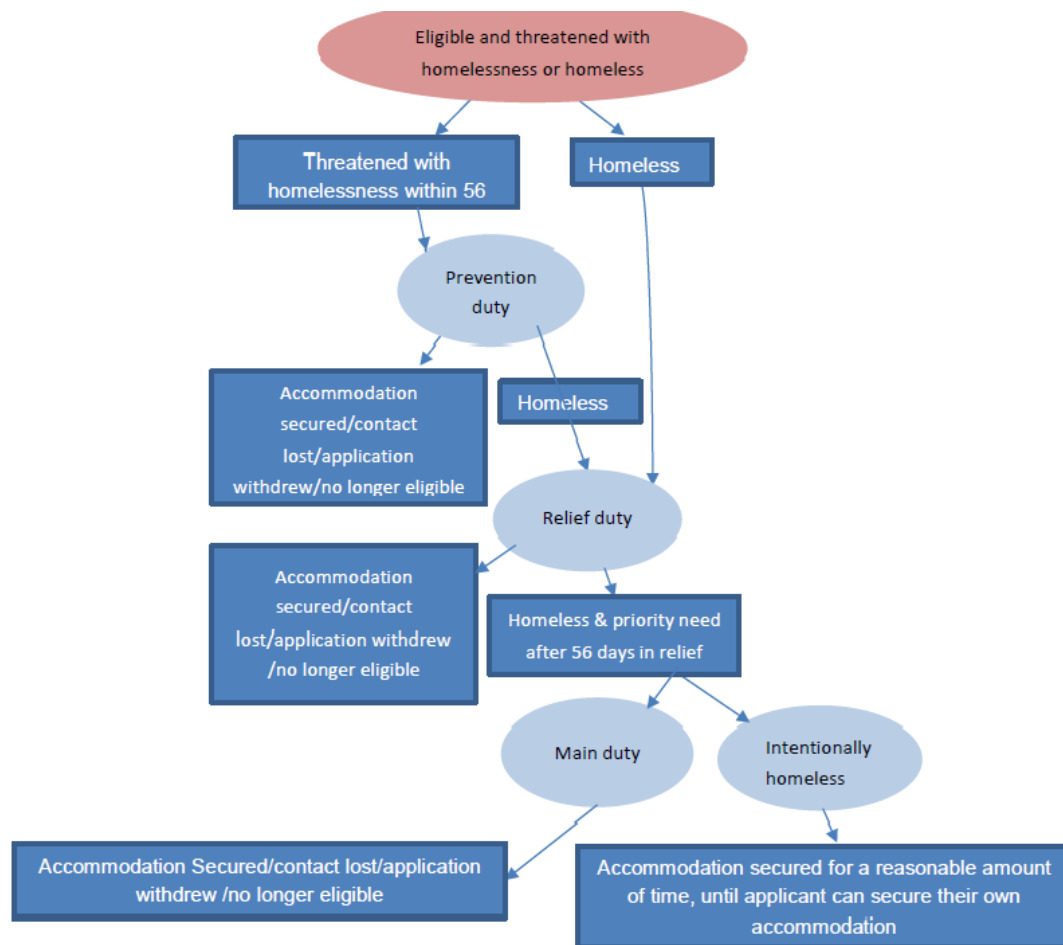 Eligible and threatened with
homelessness or homeless
Threatened with
homelessness within 56
Homeless
Prevention
duty
Accommodation
secured/contact
lost/application
withdrew/no longer eligible
Homeless
Relief duty
Accommodation
secured/contact
lost/application withdrew
/no longer eligible
Homeless & priority need
after 56 days in relief
Main duty
Intentionally
homeless
Accommodation Secured/contact lost/application
withdrew /no longer eligible
Accommodation secured for a reasonable amount
of time, until applicant can secure their own
accommodation